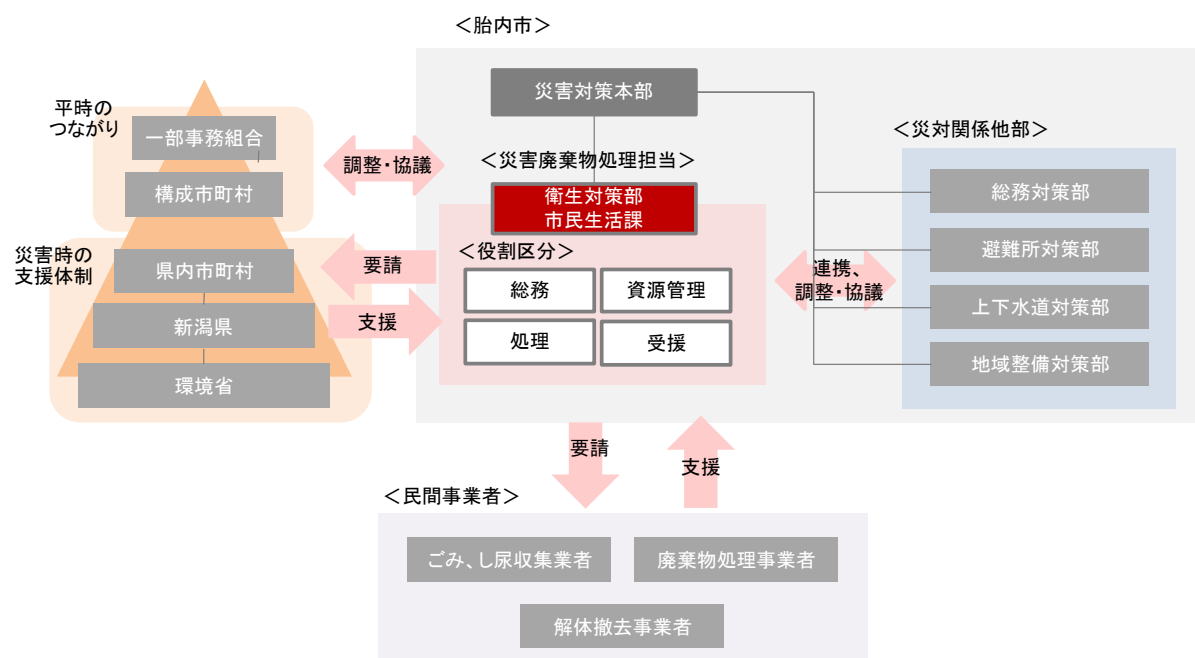 ＜胎内市＞
災害対策本部
平時の
つながり
一部事務組合
構成市町村
調整・協議
＜災害廃棄物処理担当＞
衛生対策部
市民生活課
＜災対関係他部＞
総務対策部
避難所対策部
上下水道対策部
地域整備対策部
災害時の
支援体制
県内市町村
新潟県
環境省
要請
支援
＜役割区分＞
総務
資源管理
処理
受援
連携、
調整・協議
要請
支援
＜民間事業者＞
ごみ、し尿収集業者
廃棄物処理事業者
解体撤去事業者